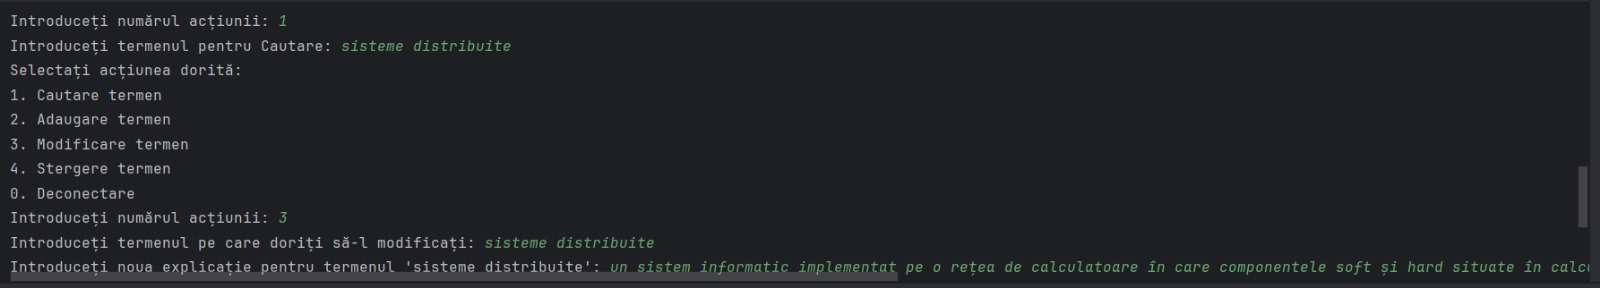 Introduceți numărul acțiunii: 1
Introduceți termenul pentru Cautare: sisteme distribuite
Selectați acțiunea dorită:
1. Cautare termen
2. Adaugare termen
3. Modificare termen
4. Stergere termen
0. Deconectare
Introduceți numărul acțiunii: 3
Introduceți termenul pe care doriți să-l modificați: sisteme distribuite
Introduceți noua explicație pentru termenul 'sisteme distribuite': un sistem informatic implementat pe o rețea de calculatoare în care componentele soft și hard situate în